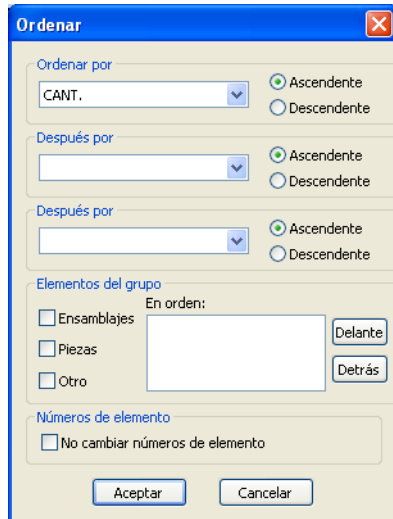 Ordenar
Ordenar por
CANT.
Ascendente
Descendente
Después por
Ascendente
Descendente
Después por
Ascendente
Descendente
Elementos del grupo
En orden:
Ensamblajes
Piezas
Otro
Delante
Detrás
Números de elemento
No cambiar números de elemento
Aceptar Cancelar